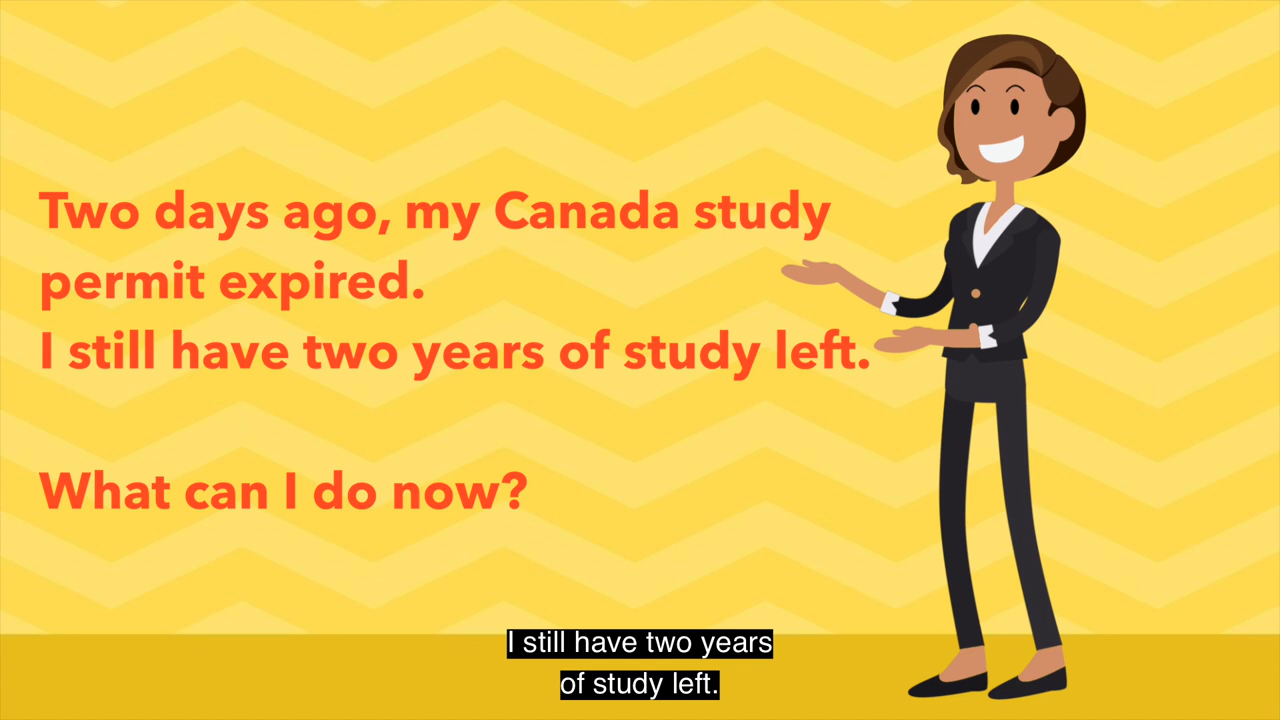 Two days ago, my Canada study
permit expired.
I still have two years of study left.
What can I do now?
I still have two years
of study left.